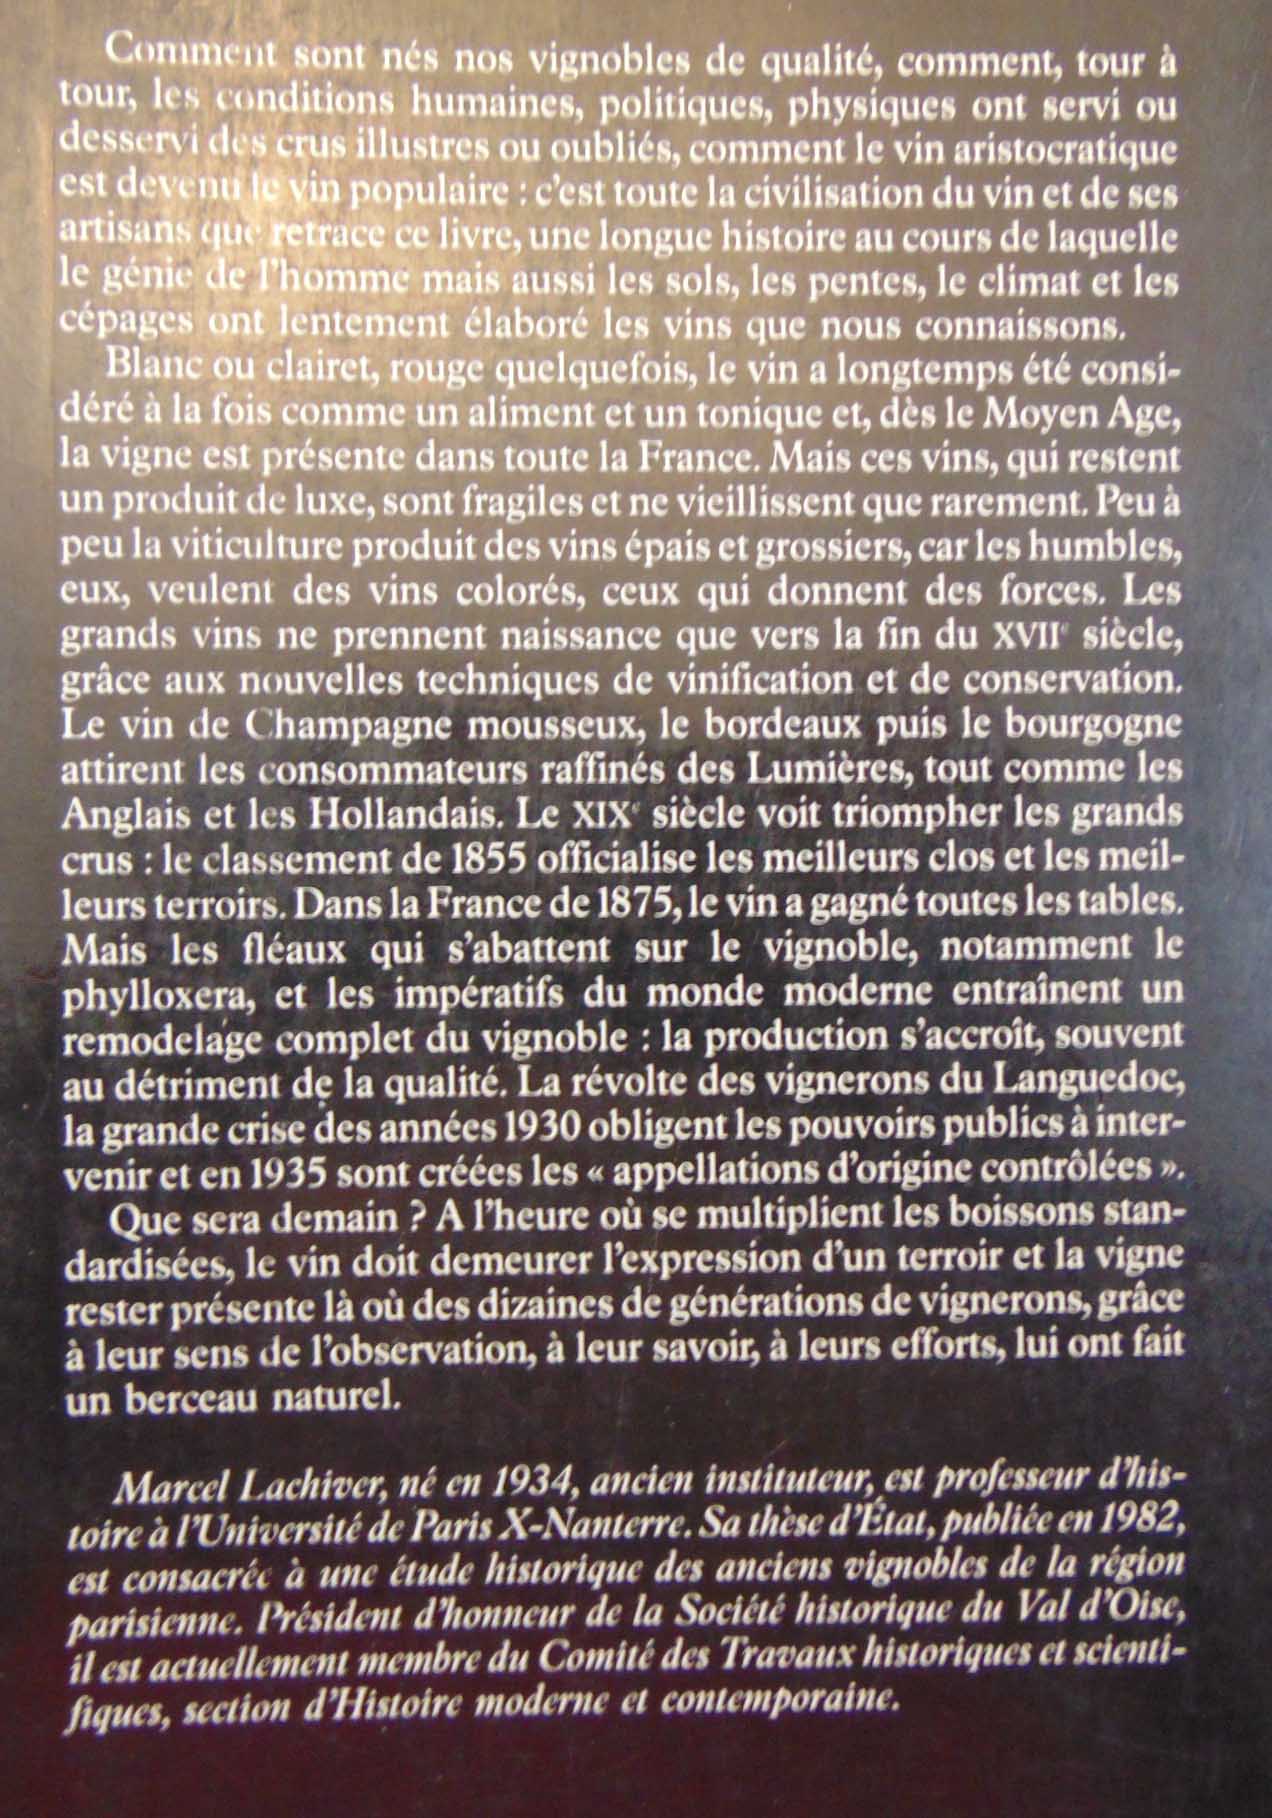 Comment sont nés nos vignobles de qualité, comment, tour à
tour, les conditions humaines, politiques, physiques ont servi ou
desservi des crus illustres ou oubliés, comment le vin aristocratique
est devenu le vin populaire : c'est toute la civilisation du vin et de ses
artisans que retrace ce livre, une longue histoire au cours de laquelle
le génie de l'homme mais aussi les sols, les pentes, le climat et les
cépages ont lentement élaboré les vins que nous connaissons.
Blanc ou clairet, rouge quelquefois, le vin a longtemps été consi-
déré à la fois comme un aliment et un tonique et, dès le Moyen Age,
la vigne est présente dans toute la France. Mais ces vins, qui restent
un produit de luxe, sont fragiles et ne vieillissent que rarement. Peu à
peu la viticulture produit des vins épais et grossiers, car les humbles,
eux, veulent des vins colorés, ceux qui donnent des forces. Les
grands vins ne prennent naissance que vers la fin du XVIIe siècle,
grâce aux nouvelles techniques de vinification et de conservation.
Le vin de Champagne mousseux, le bordeaux puis le bourgogne
attirent les consommateurs raffinés des Lumières, tout comme les
Anglais et les Hollandais. Le XIXe siècle voit triompher les grands
crus : le classement de 1855 officialise les meilleurs clos et les meil-
leurs terroirs. Dans la France de 1875, le vin a gagné toutes les tables.
Mais les fléaux qui s'abattent sur le vignoble, notamment le
phylloxera, et les impératifs du monde moderne entraînent un
remodelage complet du vignoble : la production s'accroît, souvent
au détriment de la qualité. La révolte des vignerons du Languedoc,
la grande crise des années 1930 obligent les pouvoirs publics à inter-
venir et en 1935 sont créées les « appellations d'origine contrôlées ».
Que sera demain ? A l'heure où se multiplient les boissons stan-
dardisées, le vin doit demeurer l'expression d'un terroir et la vigne
rester présente là où des dizaines de générations de vignerons, grâce
à leur sens de l'observation, à leur savoir, à leurs efforts, lui ont fait
un berceau naturel.
Marcel Lachiver, né en 1934, ancien instituteur, est professeur d'his-
toire à l'Université de Paris X-Nanterre. Sa thèse d'État, publiée en 1982,
est consacrée à une étude historique des anciens vignobles de la région
parisienne. Président d'honneur de la Société historique du Val d'Oise,
il est actuellement membre du Comité des Travaux historiques et scienti-
fiques, section d'Histoire moderne et contemporaine.